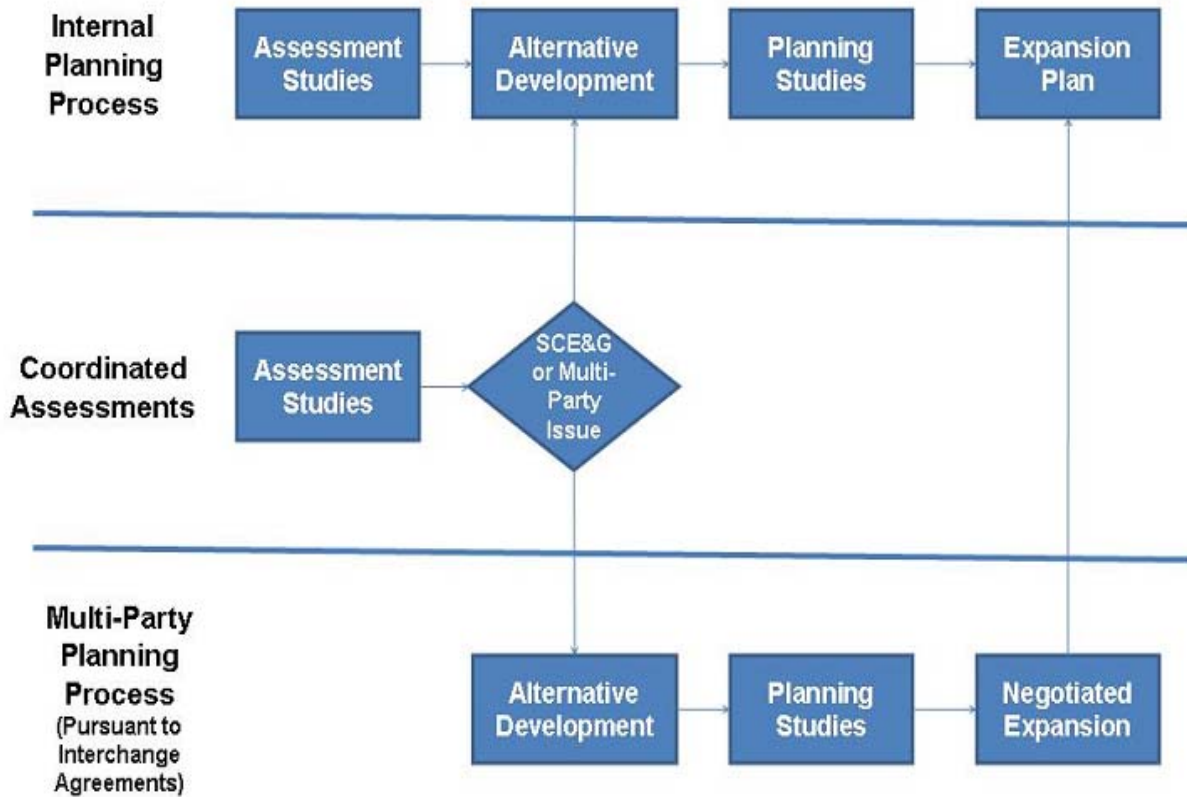 Internal
Planning
Process
Assessment
Studies
Alternative
Development
Planning
Studies
Expansion
Plan
Coordinated
Assessments
Assessment
Studies
SCE&G
or Multi-
Party
Issue
Multi-Party
Planning
Process
(Pursuant to
Interchange
Agreements)
Alternative
Development
Planning
Studies
Negotiated
Expansion